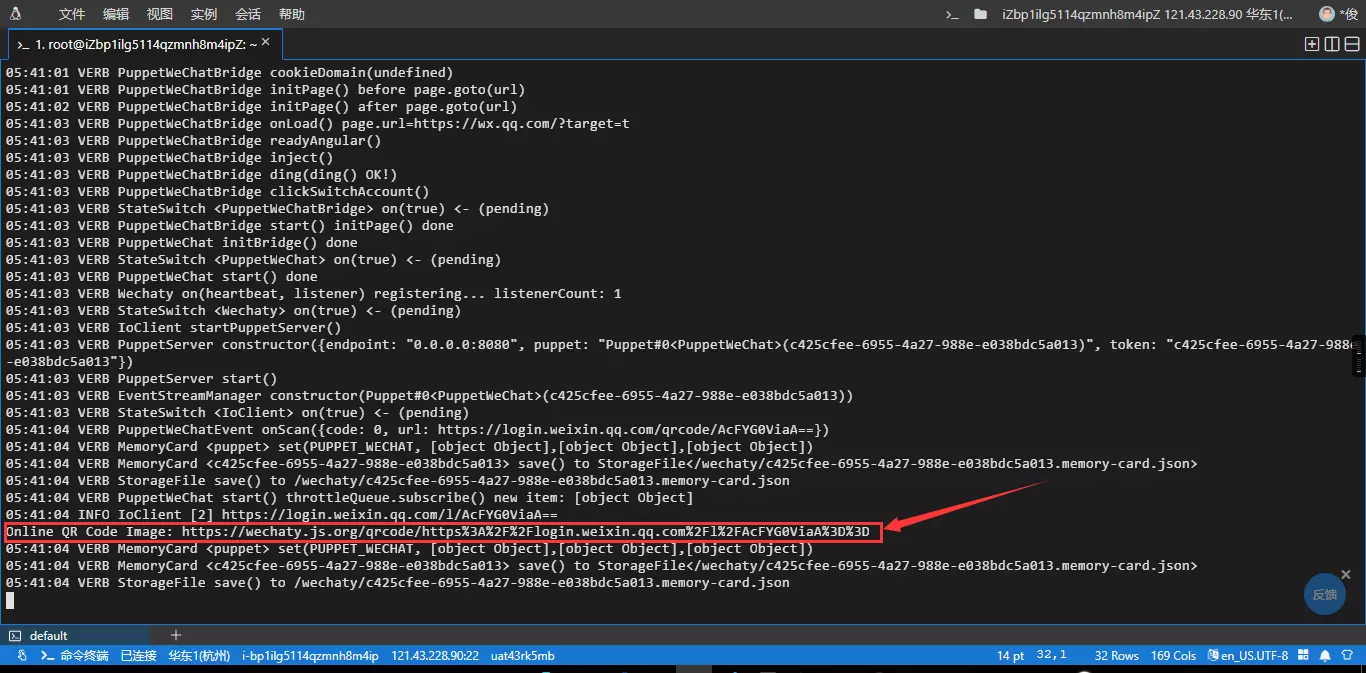 文件 编辑 视图 实例 会话 帮助 >_ iZbp1ilg5114qzmnh8m4ipZ 121.43.228.90 华东1(... *俊
>_ 1. root@iZbp1ilg5114qzmnh8m4ipZ: ~ ×
05:41:01 VERB PuppetWeChatBridge cookieDomain(undefined)
05:41:01 VERB PuppetWeChatBridge initPage() before page.goto(url)
05:41:02 VERB PuppetWeChatBridge initPage() after page.goto(url)
05:41:03 VERB PuppetWeChatBridge onLoad() page.url=https://wx.qq.com/?target=t
05:41:03 VERB PuppetWeChatBridge readyAngular()
05:41:03 VERB PuppetWeChatBridge inject()
05:41:03 VERB PuppetWeChatBridge ding(ding() OK!)
05:41:03 VERB PuppetWeChatBridge clickSwitchAccount()
05:41:03 VERB StateSwitch <PuppetWeChatBridge> on(true) <- (pending)
05:41:03 VERB PuppetWeChatBridge start() initPage() done
05:41:03 VERB PuppetWeChat initBridge() done
05:41:03 VERB StateSwitch <PuppetWeChat> on(true) <- (pending)
05:41:03 VERB PuppetWeChat start() done
05:41:03 VERB Wechaty on(heartbeat, listener) registering... listenerCount: 1
05:41:03 VERB StateSwitch <Wechaty> on(true) <- (pending)
05:41:03 VERB IoClient startPuppetServer()
05:41:03 VERB PuppetServer constructor({endpoint: "0.0.0.0:8080", puppet: "Puppet#0<PuppetWeChat>(c425cfee-6955-4a27-988e-e038bdc5a013)", token: "c425cfee-6955-4a27-988e
-e038bdc5a013"})
05:41:03 VERB PuppetServer start()
05:41:03 VERB EventStreamManager constructor(Puppet#0<PuppetWeChat>(c425cfee-6955-4a27-988e-e038bdc5a013))
05:41:03 VERB StateSwitch <IoClient> on(true) <- (pending)
05:41:03 VERB PuppetWeChatEvent onScan({code: 0, url: https://login.weixin.qq.com/qrcode/AcFYG0ViaA==})
05:41:04 VERB MemoryCard <puppet> set(PUPPET_WECHAT, [object Object],[object Object],[object Object])
05:41:04 VERB MemoryCard <c425cfee-6955-4a27-988e-e038bdc5a013> save() to StorageFile</wechaty/c425cfee-6955-4a27-988e-e038bdc5a013.memory-card.json>
05:41:04 VERB StorageFile save() to /wechaty/c425cfee-6955-4a27-988e-e038bdc5a013.memory-card.json
05:41:04 VERB PuppetWeChat start() throttleQueue.subscribe() new item: [object Object]
05:41:04 INFO IoClient [2] https://login.weixin.qq.com/l/AcFYG0ViaA==
Online QR Code Image: https://wechaty.js.org/qrcode/https%3A%2F%2Flogin.weixin.qq.com%2Fl%2FAcFYG0ViaA%3D%3D
05:41:04 VERB MemoryCard <puppet> set(PUPPET_WECHAT, [object Object],[object Object],[object Object])
05:41:04 VERB MemoryCard <c425cfee-6955-4a27-988e-e038bdc5a013> save() to StorageFile</wechaty/c425cfee-6955-4a27-988e-e038bdc5a013.memory-card.json>
05:41:04 VERB StorageFile save() to /wechaty/c425cfee-6955-4a27-988e-e038bdc5a013.memory-card.json
反馈
default +
>_ 命令终端 已连接 华东1(杭州) i-bp1ilg5114qzmnh8m4ip 121.43.228.90:22 uat43rk5mb 14 pt 32,1 32 Rows 169 Cols en_US.UTF-8